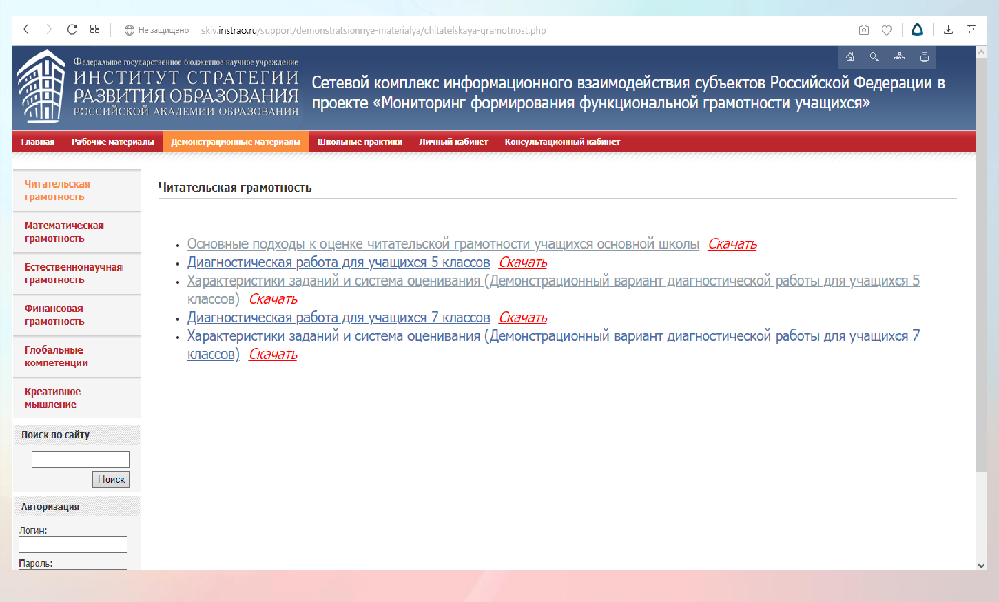 Не защищено skiv.instrao.ru/support/demonstratsionnye-materialya/chitatelskaya-gramotnost.php
Федеральное государственное бюджетное научное учреждение
ИНСТИТУТ СТРАТЕГИИ
РАЗВИТИЯ ОБРАЗОВАНИЯ
РОССИЙСКОЙ АКАДЕМИИ ОБРАЗОВАНИЯ
Сетевой комплекс информационного взаимодействия субъектов Российской Федерации в
проекте «Мониторинг формирования функциональной грамотности учащихся»
Главная Рабочие материалы Демонстрационные материалы Школьные практики Личный кабинет Консультационный кабинет
Читательская
грамотность
Математическая
грамотность
Естественнонаучная
грамотность
Финансовая
грамотность
Глобальные
компетенции
Креативное
мышление
Поиск по сайту
Поиск
Авторизация
Логин:
Пароль:
Читательская грамотность
• Основные подходы к оценке читательской грамотности учащихся основной школы Скачать
• Диагностическая работа для учащихся 5 классов Скачать
• Характеристики заданий и система оценивания (Демонстрационный вариант диагностической работы для учащихся 5
классов) Скачать
• Диагностическая работа для учащихся 7 классов Скачать
• Характеристики заданий и система оценивания (Демонстрационный вариант диагностической работы для учащихся 7
классов) Скачать